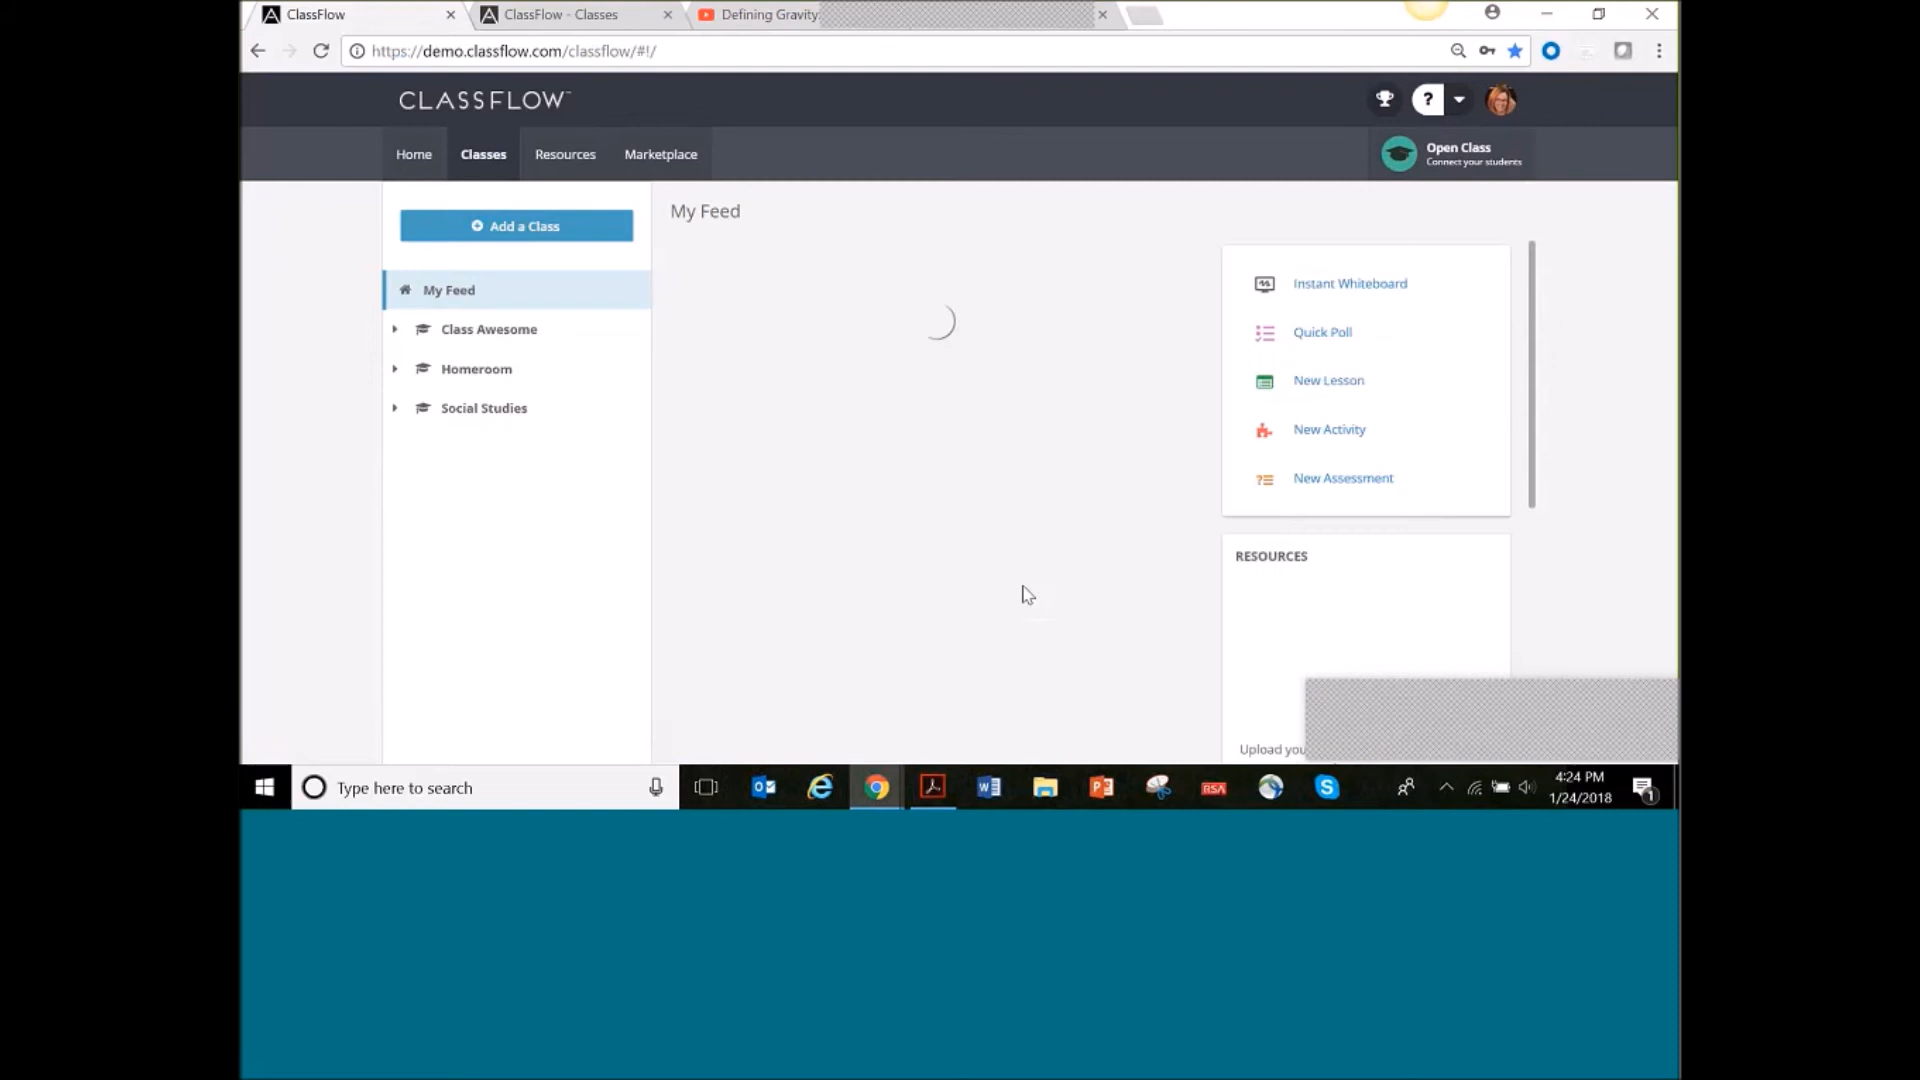 ClassFlow
ClassFlow - Classes
Defining Gravity:
https://demo.classflow.com/classflow/#!/
CLASSFLOW
?
Home
Classes
Resources
Marketplace
Open Class
Connect your students
Add a Class
My Feed
Class Awesome
Homeroom
Social Studies
My Feed
Instant Whiteboard
Quick Poll
New Lesson
New Activity
New Assessment
RESOURCES
Upload you
Type here to search
RSA
4:24 PM
1/24/2018
1